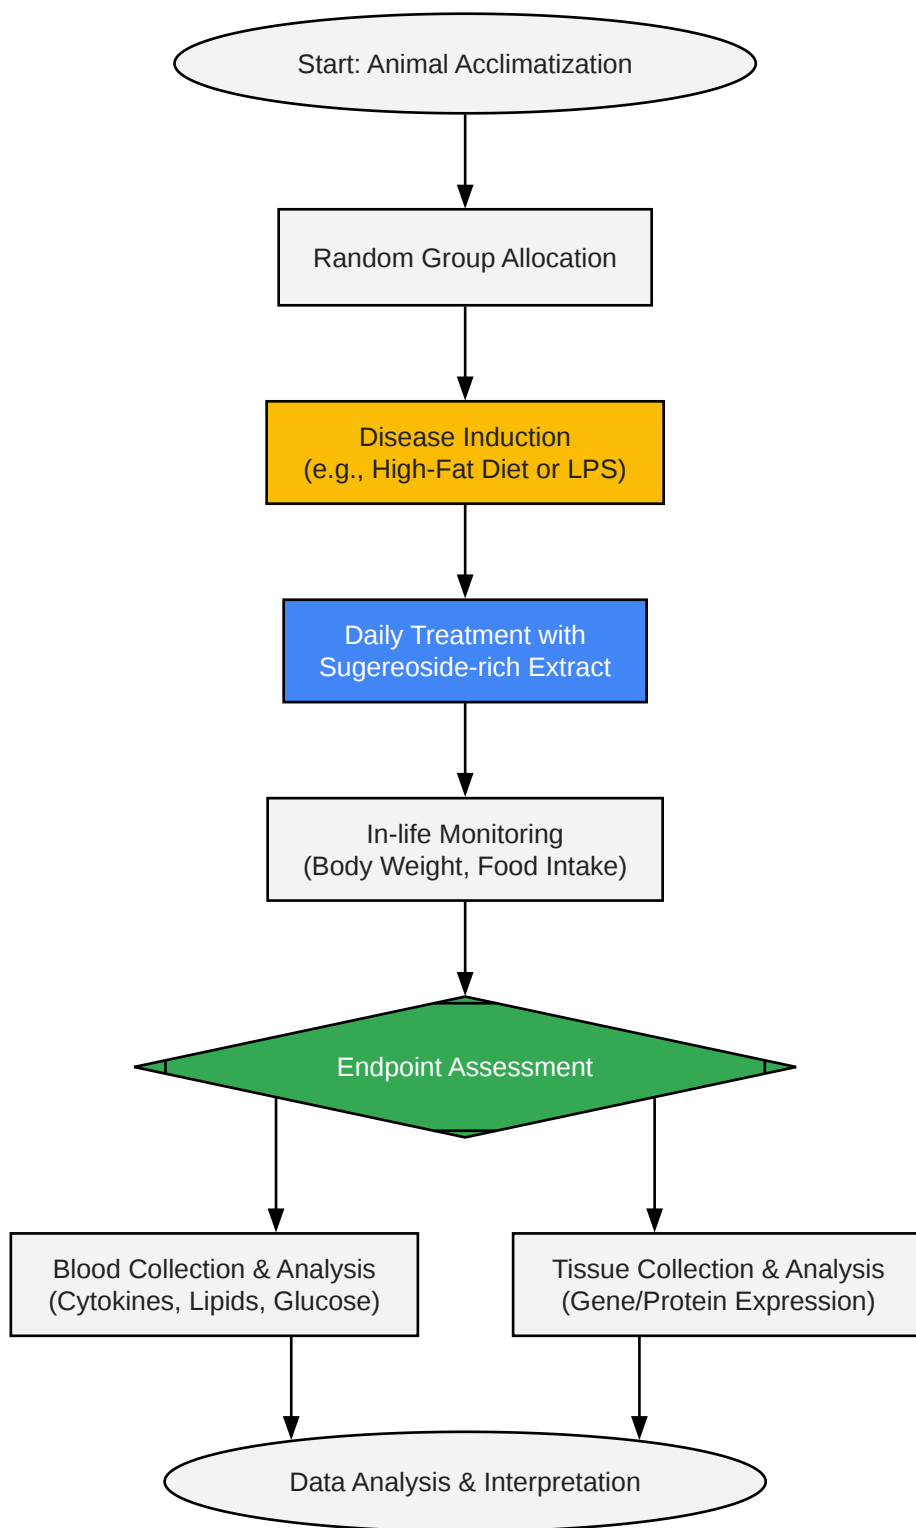 Start: Animal Acclimatization
Random Group Allocation
Disease Induction
(e.g., High-Fat Diet or LPS)
Daily Treatment with
Sugereoside-rich Extract
In-life Monitoring
(Body Weight, Food Intake)
Endpoint Assessment
Blood Collection & Analysis
(Cytokines, Lipids, Glucose)
Tissue Collection & Analysis
(Gene/Protein Expression)
Data Analysis & Interpretation